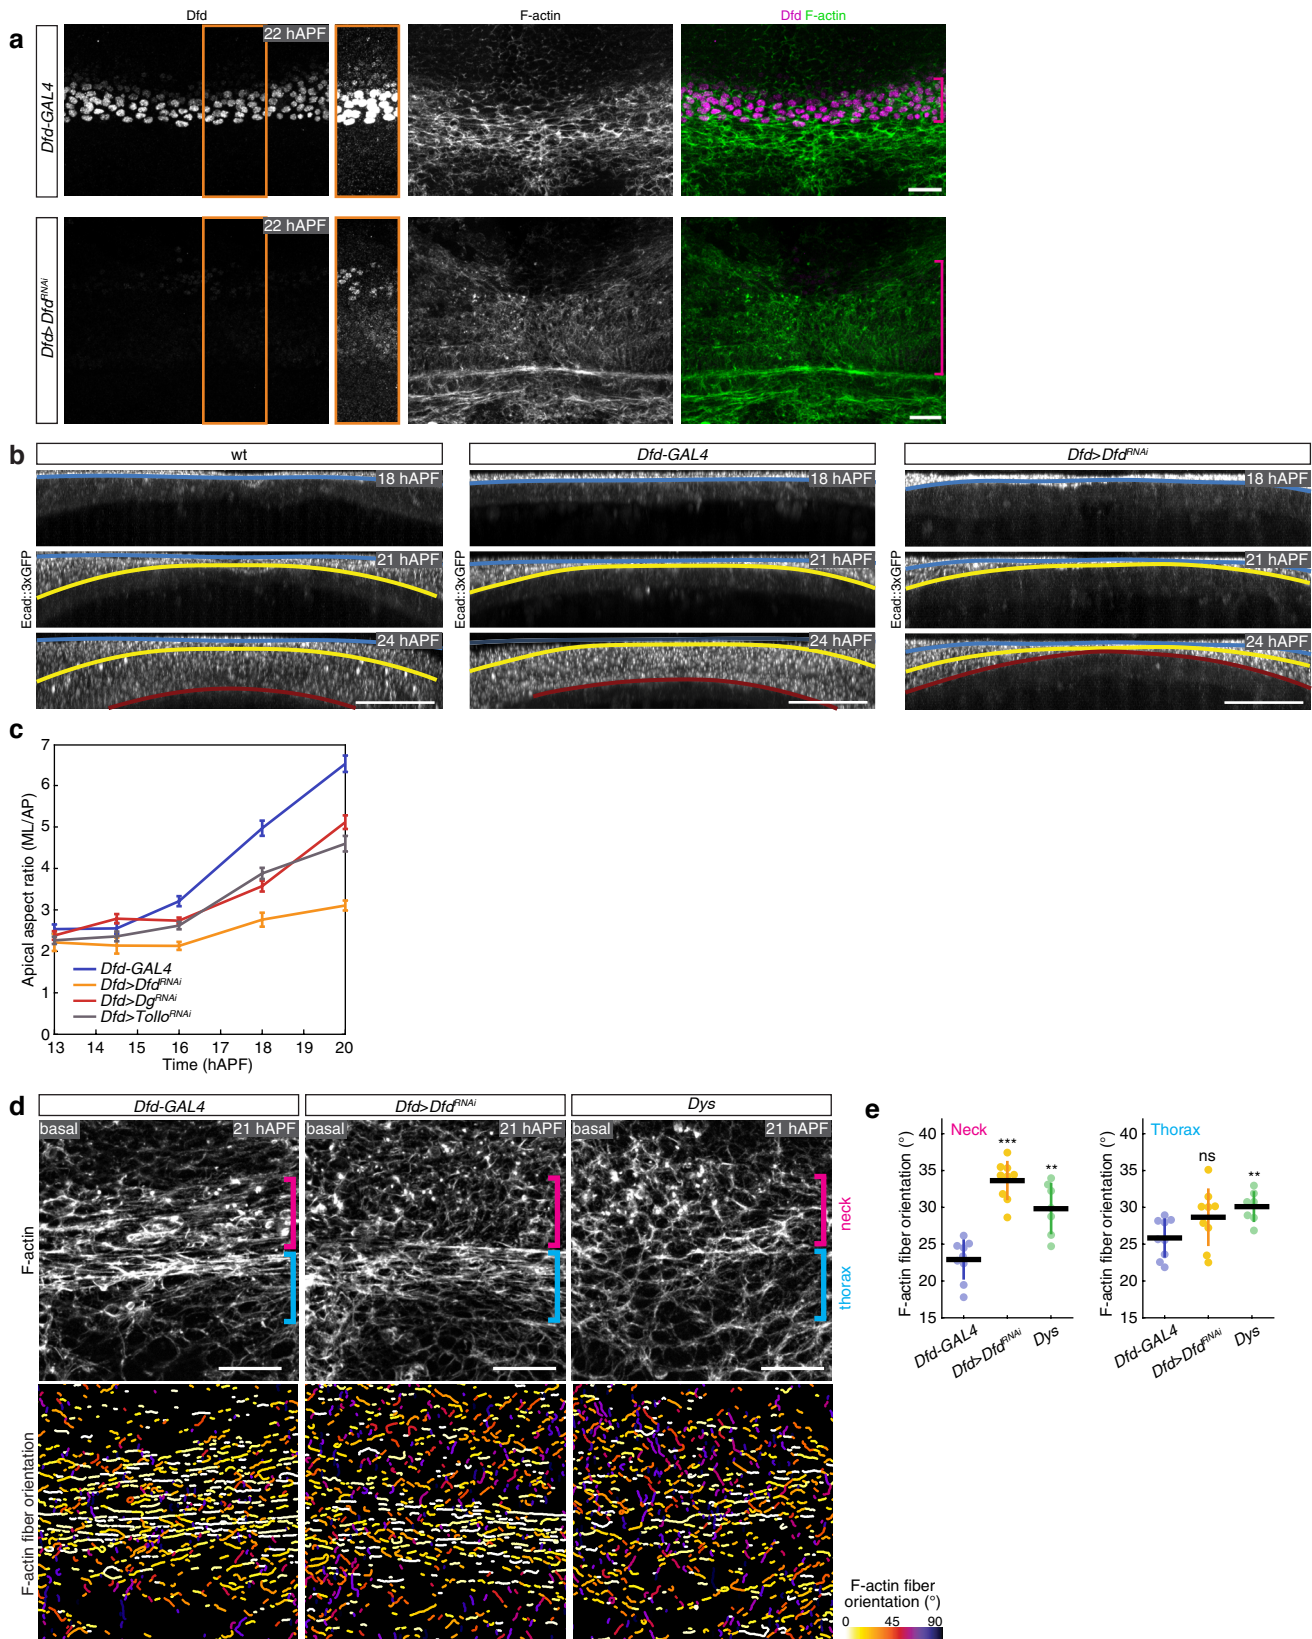 a
Dfd
F-actin
Dfd F-actin
Dfd-GAL4
22 hAPF
Dfd>Dfd^RNAi
22 hAPF
b
wt
Dfd-GAL4
Dfd>Dfd^RNAi
Ecad::3xGFP
18 hAPF
21 hAPF
24 hAPF
Ecad::3xGFP
18 hAPF
21 hAPF
24 hAPF
Ecad::3xGFP
18 hAPF
21 hAPF
24 hAPF
c
Apical aspect ratio (ML/AP)
7
6
5
4
3
2
1
0
Dfd-GAL4
Dfd>Dfd^RNAi
Dfd>Dg^RNAi
Dfd>Tollo^RNAi
13 14 15 16 17 18 19 20
Time (hAPF)
d
Dfd-GAL4
Dfd>Dfd^RNAi
Dys
F-actin
basal
21 hAPF
basal
21 hAPF
basal
21 hAPF
neck
thorax
F-actin fiber orientation
F-actin fiber
orientation (°)
0 45 90
e
Neck
F-actin fiber orientation (°)
40
35
30
25
20
15
***
**
Dfd-GAL4
Dfd>Dfd^RNAi
Dys
Thorax
F-actin fiber orientation (°)
40
35
30
25
20
15
ns
**
Dfd-GAL4
Dfd>Dfd^RNAi
Dys